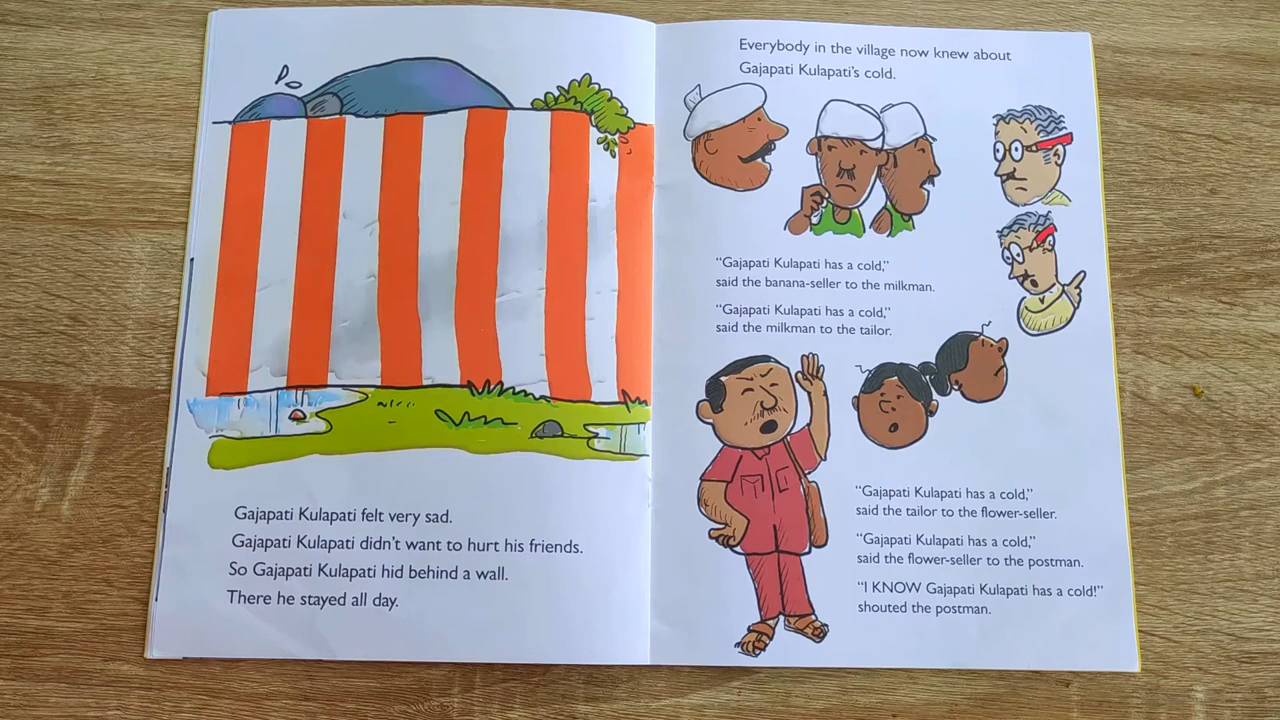 Gajapati Kulapati felt very sad.
Gajapati Kulapati didn't want to hurt his friends.
So Gajapati Kulapati hid behind a wall.
There he stayed all day.
Everybody in the village now knew about
Gajapati Kulapati's cold.
“Gajapati Kulapati has a cold,”
said the banana-seller to the milkman.
“Gajapati Kulapati has a cold,”
said the milkman to the tailor.
“Gajapati Kulapati has a cold,”
said the tailor to the flower-seller.
“Gajapati Kulapati has a cold,”
said the flower-seller to the postman.
“I KNOW Gajapati Kulapati has a cold!”
shouted the postman.